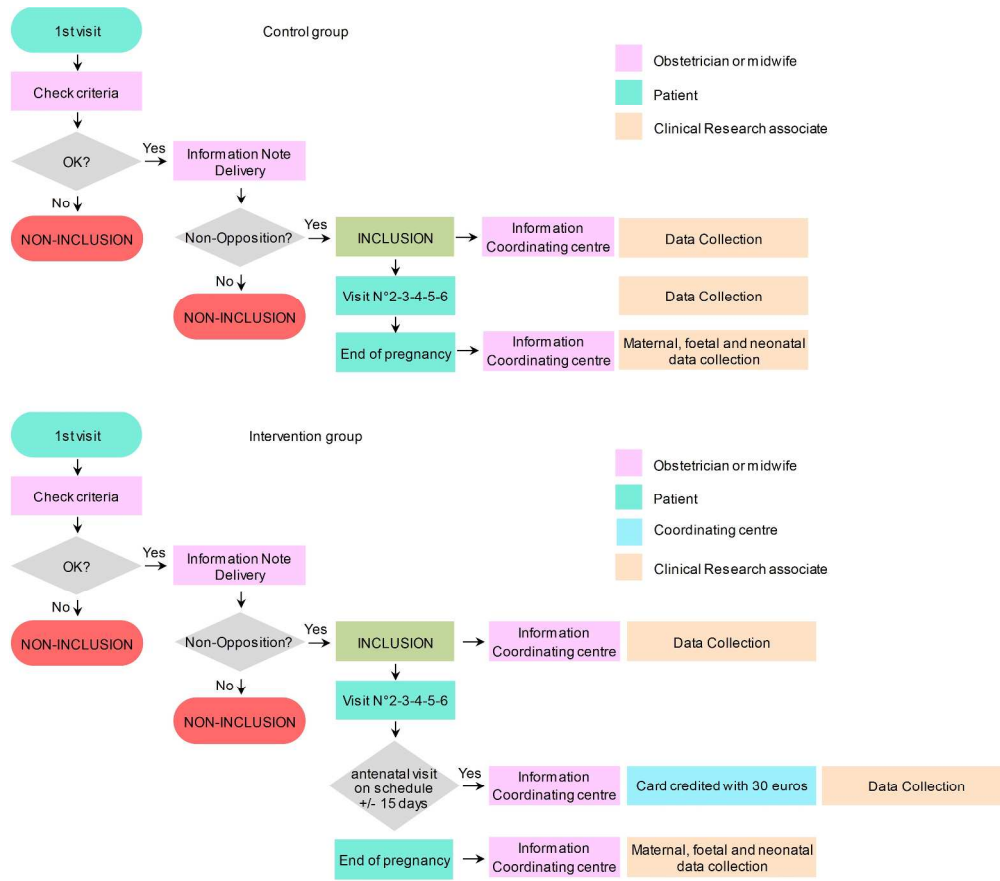 1st visit
Control group
Obstetrician or midwife
Check criteria
Patient
Clinical Research associate
OK?
Yes
Information Note
Delivery
No
NON-INCLUSION
Non-Opposition?
Yes
INCLUSION
Information
Coordinating centre
Data Collection
No
NON-INCLUSION
Visit N°2-3-4-5-6
Data Collection
End of pregnancy
Information
Coordinating centre
Maternal, foetal and neonatal
data collection
1st visit
Intervention group
Obstetrician or midwife
Check criteria
Patient
Coordinating centre
Clinical Research associate
OK?
Yes
Information Note
Delivery
No
NON-INCLUSION
Non-Opposition?
Yes
INCLUSION
Information
Coordinating centre
Data Collection
No
NON-INCLUSION
Visit N°2-3-4-5-6
antenatal visit
on schedule
+/- 15 days
Yes
Information
Coordinating centre
Card credited with 30 euros
Data Collection
End of pregnancy
Information
Coordinating centre
Maternal, foetal and neonatal
data collection